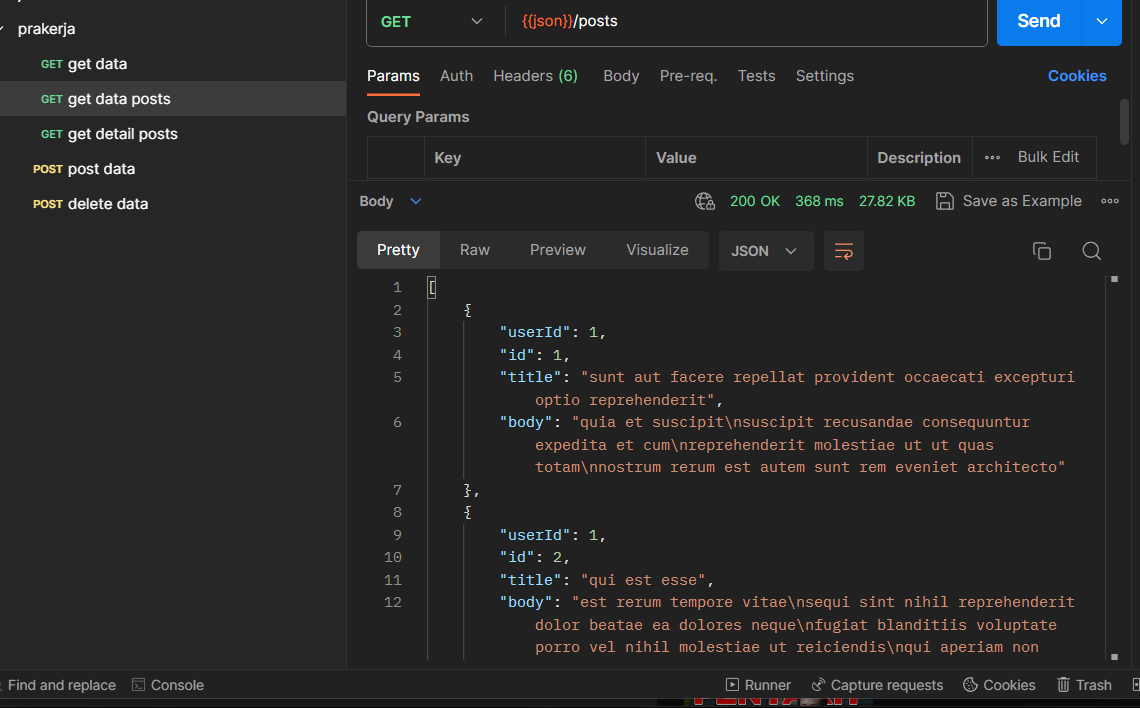 prakerja
GET get data
GET get data posts
GET get detail posts
POST post data
POST delete data
GET {{json}}/posts Send
Params Auth Headers (6) Body Pre-req. Tests Settings Cookies
Query Params
Key Value Description Bulk Edit
Body 200 OK 368 ms 27.82 KB Save as Example
Pretty Raw Preview Visualize JSON
1 [
2 {
3 "userId": 1,
4 "id": 1,
5 "title": "sunt aut facere repellat provident occaecati excepturi
optio reprehenderit",
6 "body": "quia et suscipit\nsuscipit recusandae consequuntur
expedita et cum\nreprehenderit molestiae ut ut quas
totam\nnostrum rerum est autem sunt rem eveniet architecto"
7 },
8 {
9 "userId": 1,
10 "id": 2,
11 "title": "qui est esse",
12 "body": "est rerum tempore vitae\nsequi sint nihil reprehenderit
dolor beatae ea dolores neque\nfugiat blanditiis voluptate
porro vel nihil molestiae ut reiciendis\nqui aperiam non
Find and replace Console Runner Capture requests Cookies Trash